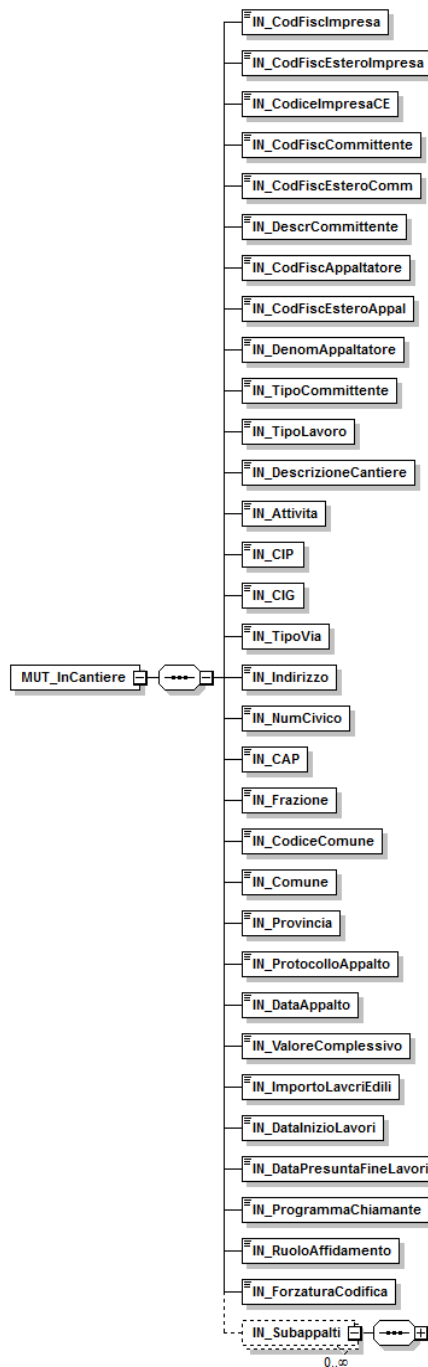 IN_CodFiscImpresa
IN_CodFiscEsteroImpresa
IN_CodiceImpresaCE
IN_CodFiscCommittente
IN_CodFiscEsteroComm
IN_DescrCommittente
IN_CodFiscAppaltatore
IN_CodFiscEsteroAppal
IN_DenomAppaltatore
IN_TipoCommittente
IN_TipoLavoro
IN_DescrizioneCantiere
IN_Attivita
IN_CIP
IN_CIG
IN_TipoVia
MUT_InCantiere
IN_Indirizzo
IN_NumCivico
IN_CAP
IN_Frazione
IN_CodiceComune
IN_Comune
IN_Provincia
IN_ProtocolloAppalto
IN_DataAppalto
IN_ValoreComplessivo
IN_ImportoLavcriEdili
IN_DataInizioLavori
IN_DataPresuntaFineLavori
IN_ProgrammaChiamante
IN_RuoloAffidamento
IN_ForzaturaCodifica
IN_Subappalti
0..∞